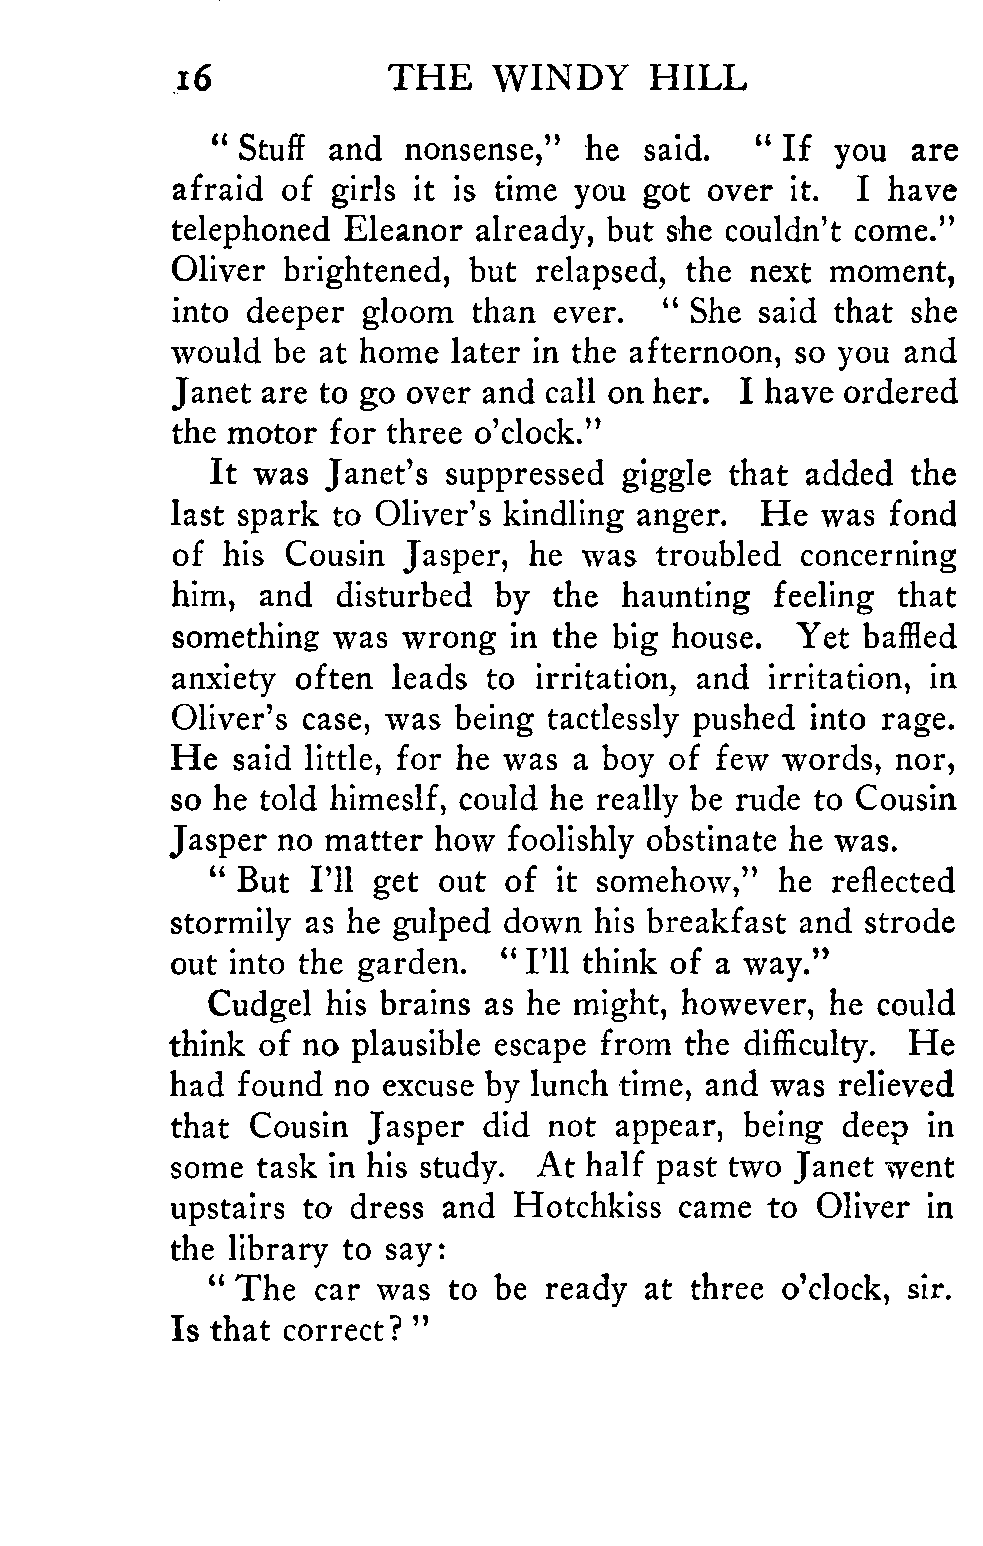 16 THE WINDY HILL
“ Stuff and nonsense,” he said. “ If you are
afraid of girls it is time you got over it. I have
telephoned Eleanor already, but she couldn’t come.”
Oliver brightened, but relapsed, the next moment,
into deeper gloom than ever. “ She said that she
would be at home later in the afternoon, so you and
Janet are to go over and call on her. I have ordered
the motor for three o’clock.”
It was Janet’s suppressed giggle that added the
last spark to Oliver’s kindling anger. He was fond
of his Cousin Jasper, he was troubled concerning
him, and disturbed by the haunting feeling that
something was wrong in the big house. Yet baffled
anxiety often leads to irritation, and irritation, in
Oliver’s case, was being tactlessly pushed into rage.
He said little, for he was a boy of few words, nor,
so he told himeslf, could he really be rude to Cousin
Jasper no matter how foolishly obstinate he was.
“ But I’ll get out of it somehow,” he reflected
stormily as he gulped down his breakfast and strode
out into the garden. “ I’ll think of a way.”
Cudgel his brains as he might, however, he could
think of no plausible escape from the difficulty. He
had found no excuse by lunch time, and was relieved
that Cousin Jasper did not appear, being deep in
some task in his study. At half past two Janet went
upstairs to dress and Hotchkiss came to Oliver in
the library to say:
“ The car was to be ready at three o’clock, sir.
Is that correct? ”